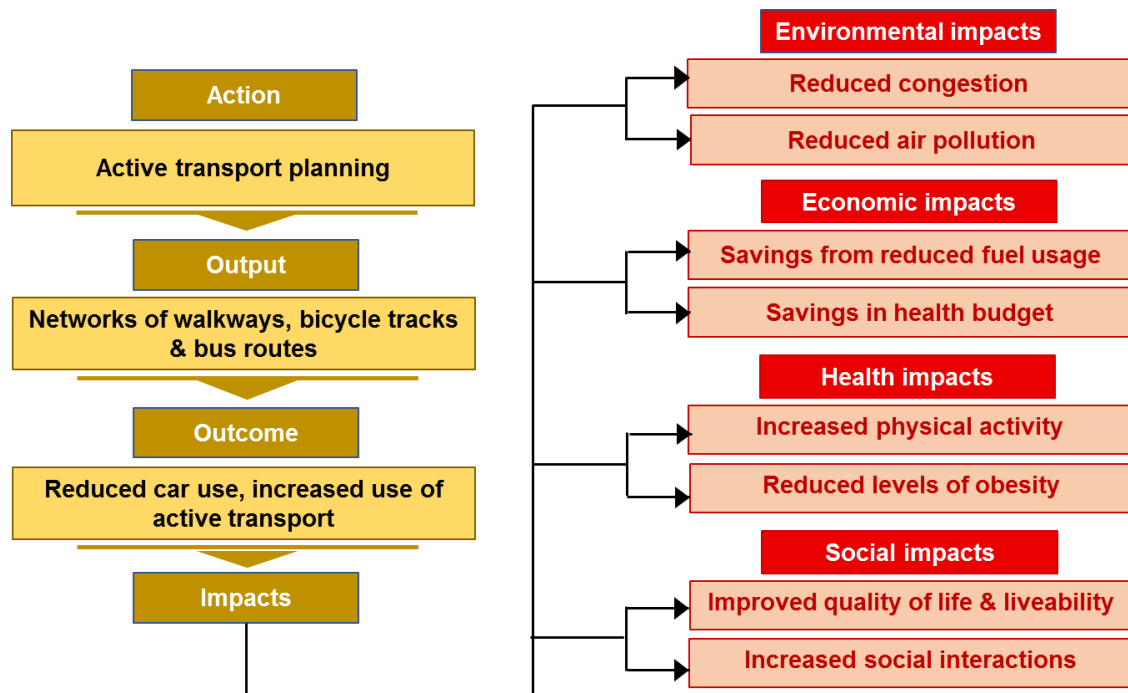 Action
Active transport planning
Output
Networks of walkways, bicycle tracks
& bus routes
Outcome
Reduced car use, increased use of
active transport
Impacts
Environmental impacts
Reduced congestion
Reduced air pollution
Economic impacts
Savings from reduced fuel usage
Savings in health budget
Health impacts
Increased physical activity
Reduced levels of obesity
Social impacts
Improved quality of life & liveability
Increased social interactions